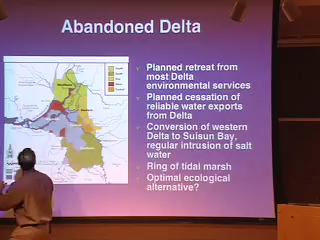 Abandoned Delta
Planned retreat from
most Delta
environmental services
Planned cessation of
reliable water exports
from Delta
Conversion of western
Delta to Suisun Bay,
regular intrusion of salt
water
Ring of tidal marsh
Optimal ecological
alternative?